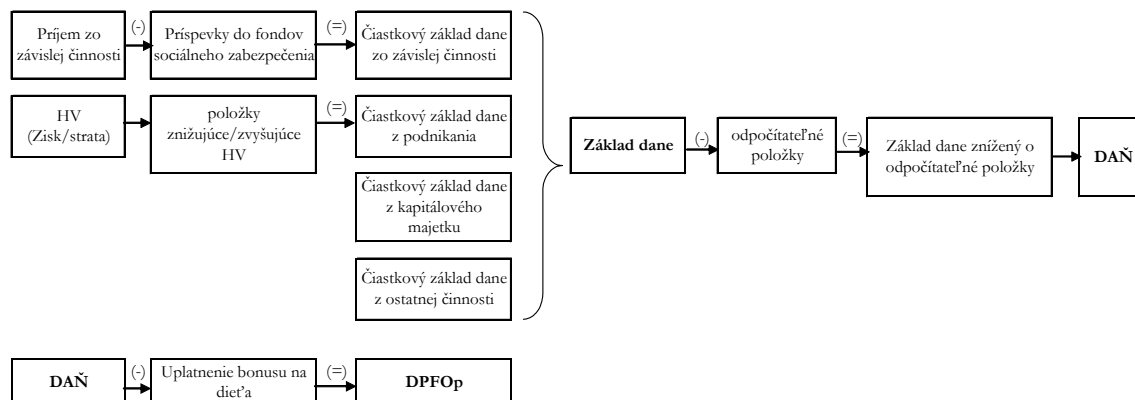 Príjem zo
závislej činnosti
(-)
Príspevky do fondov
sociálneho zabezpečenia
(=)
Čiastkový základ dane
zo závislej činnosti
HV
(Zisk/strata)
položky
znižujúce/zvyšujúce
HV
(=)
Čiastkový základ dane
z podnikania
Čiastkový základ dane
z kapitálového
majetku
Čiastkový základ dane
z ostatnej činnosti
Základ dane
(-)
odpočítateľné
položky
(=)
Základ dane znížený o
odpočítateľné položky
DAŇ
DAŇ
(-)
Uplatnenie bonusu na
dieťa
(=)
DPFOp